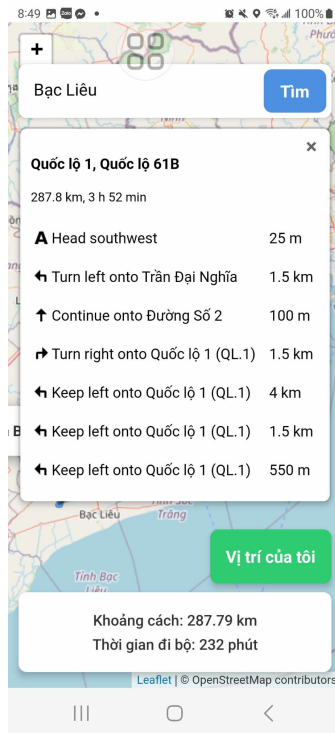 8:49
100%
+
Bạc Liêu
Tìm
×
Quốc lộ 1, Quốc lộ 61B
287.8 km, 3 h 52 min
Head southwest 25 m
Turn left onto Trần Đại Nghĩa 1.5 km
Continue onto Đường Số 2 100 m
Turn right onto Quốc lộ 1 (QL.1) 1.5 km
Keep left onto Quốc lộ 1 (QL.1) 4 km
Keep left onto Quốc lộ 1 (QL.1) 1.5 km
Keep left onto Quốc lộ 1 (QL.1) 550 m
Bạc Liêu
Trăng
Vị trí của tôi
Tỉnh Bạc
Liêu
Khoảng cách: 287.79 km
Thời gian đi bộ: 232 phút
Leaflet | © OpenStreetMap contributors